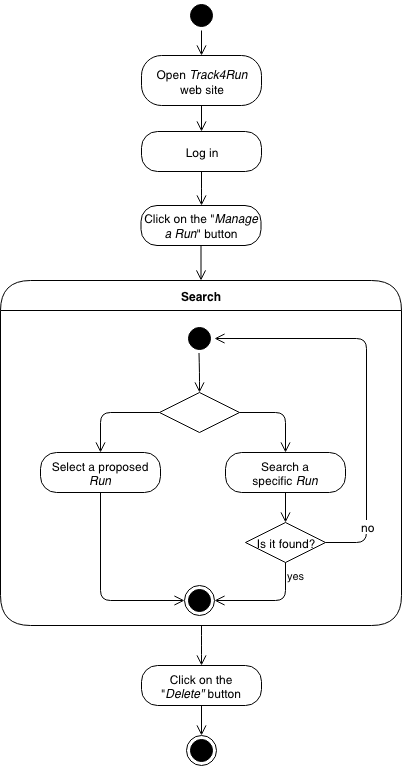 Open Track4Run
web site
Log in
Click on the "Manage
a Run" button
Search
Select a proposed
Run
Search a
specific Run
Is it found?
no
yes
Click on the
"Delete" button